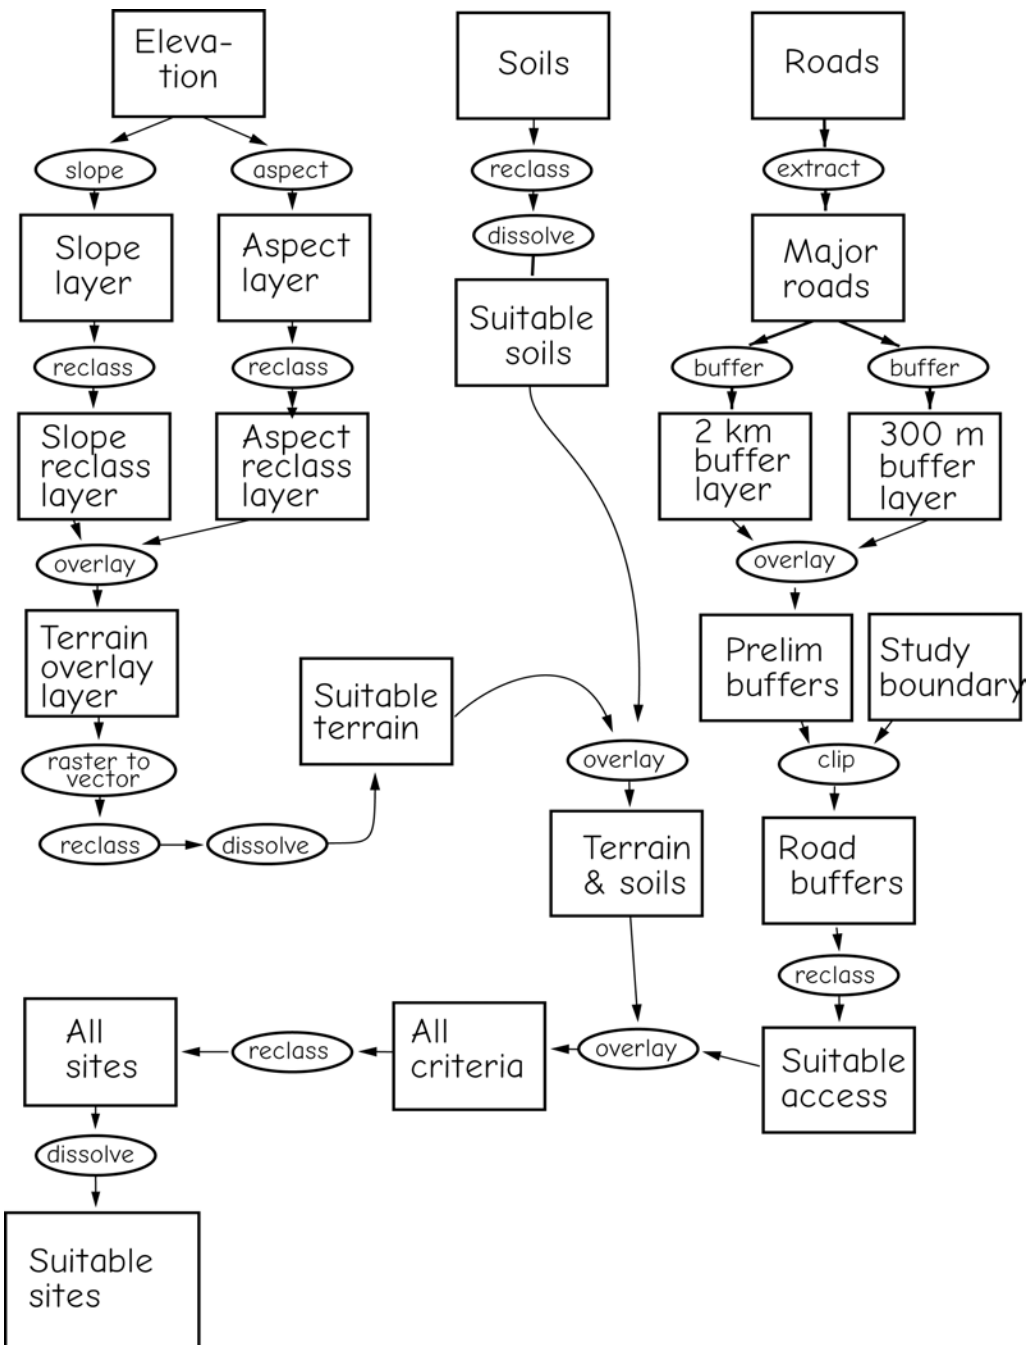 Eleva-
tion
Soils
Roads
slope
aspect
reclass
extract
dissolve
Slope
layer
Aspect
layer
Major
roads
Suitable
soils
reclass
reclass
buffer
buffer
Slope
reclass
layer
Aspect
reclass
layer
2 km
buffer
layer
300 m
buffer
layer
overlay
overlay
Terrain
overlay
layer
Prelim
buffers
Study
boundary
Suitable
terrain
raster to
vector
overlay
clip
reclass
dissolve
Terrain
& soils
Road
buffers
reclass
All
sites
reclass
All
criteria
overlay
Suitable
access
dissolve
Suitable
sites